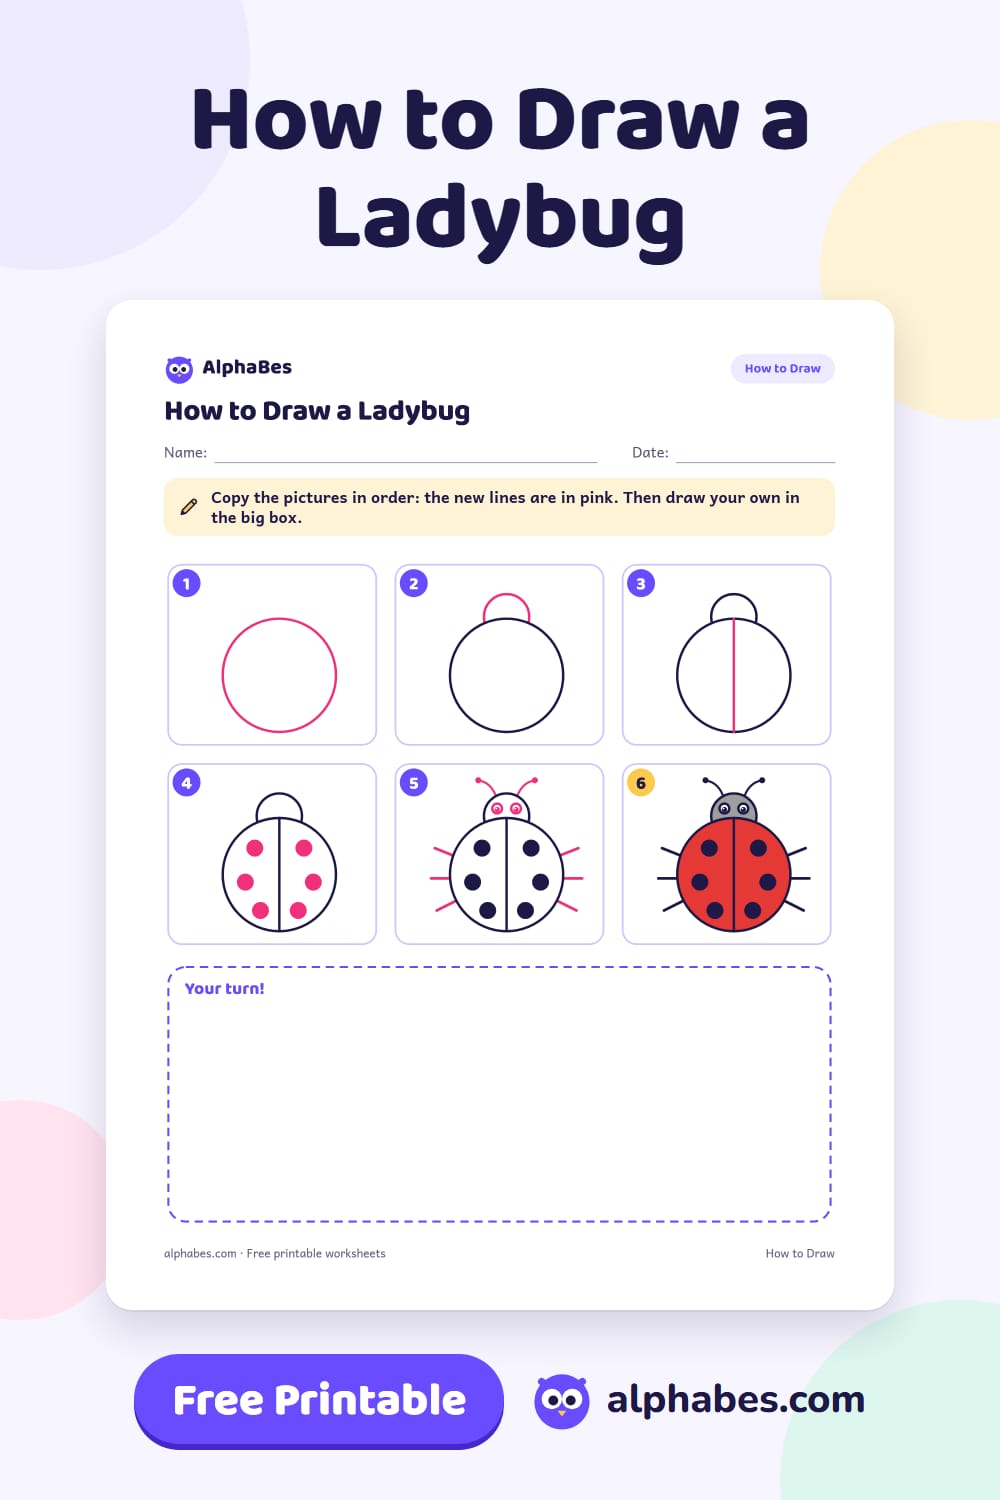 How to Draw a
Ladybug
AlphaBes
How to Draw
How to Draw a Ladybug
Name:
Date:
Copy the pictures in order: the new lines are in pink. Then draw your own in
the big box.
1
2
3
4
5
6
Your turn!
alphabes.com · Free printable worksheets
How to Draw
Free Printable
alphabes.com